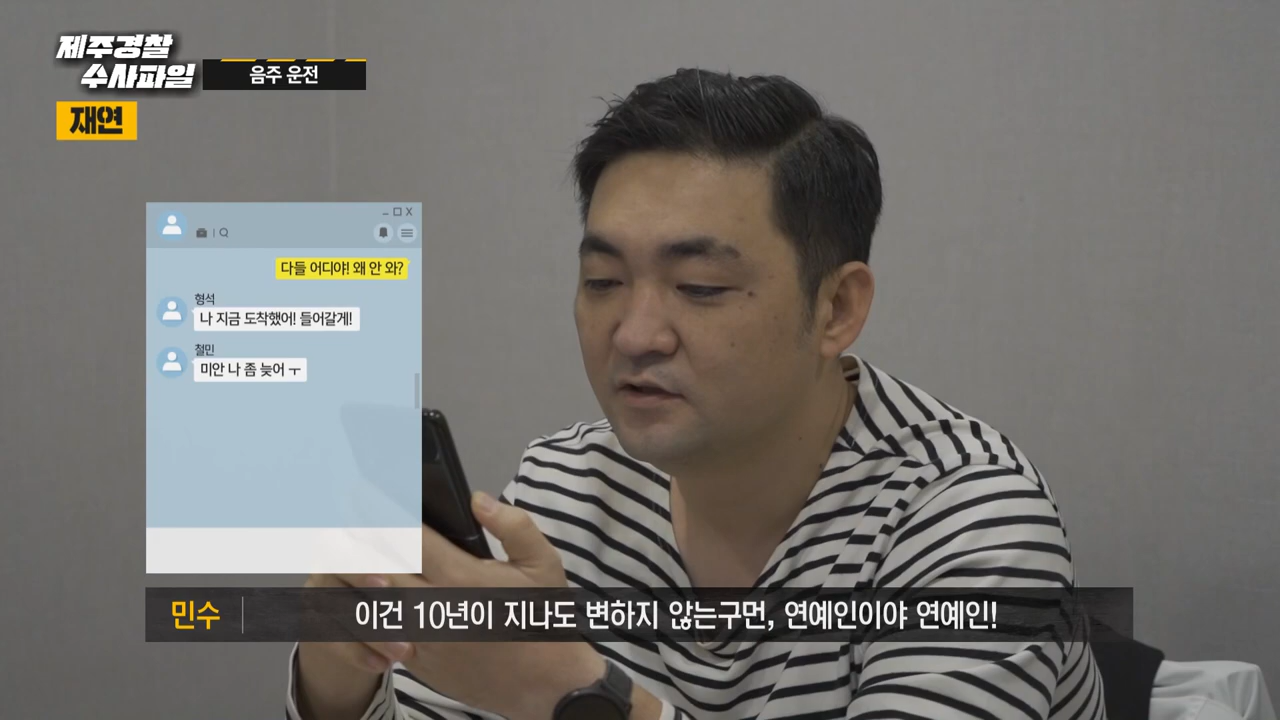 제주경찰
수사파일
음주 운전
재연
다들 어디야! 왜 안 와?
형석
나 지금 도착했어! 들어갈게!
철민
미안 나 좀 늦어 ㅜ
민수
이건 10년이 지나도 변하지 않는구먼, 연예인이야 연예인!